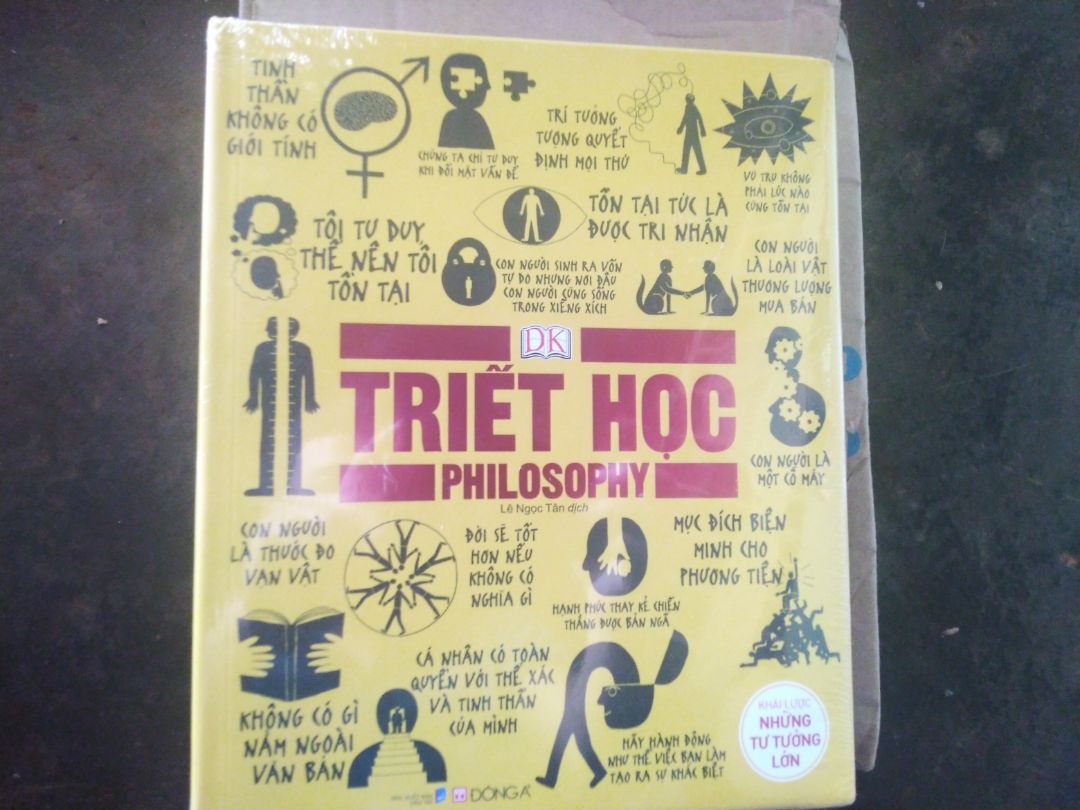 TINH
THẦN
KHÔNG CÓ
GIỚI TÍNH
CHÚNG TA CHỈ TƯ DUY
KHI ĐỐI MẶT VẤN ĐỀ
TRÍ TƯỞNG
TƯỢNG QUYẾT
ĐỊNH MỌI THỨ
VŨ TRỤ KHÔNG
PHẢI LÚC NÀO
CŨNG TỒN TẠI
TÔI TƯ DUY
THẾ NÊN TÔI
TỒN TẠI
TỒN TẠI TỨC LÀ
ĐƯỢC TRI NHẬN
CON NGƯỜI SINH RA VỐN
TỰ DO NHƯNG NƠI ĐÂU
CON NGƯỜI CŨNG SỐNG
TRONG XIỀNG XÍCH
CON NGƯỜI
LÀ LOÀI VẬT
THƯƠNG LƯỢNG
MUA BÁN
DK
TRIẾT HỌC
PHILOSOPHY
Lê Ngọc Tân dịch
CON NGƯỜI LÀ
MỘT CỖ MÁY
CON NGƯỜI
LÀ THƯỚC ĐO
VẠN VẬT
ĐỜI SẼ TỐT
HƠN NẾU
KHÔNG CÓ
NGHĨA GÌ
MỤC ĐÍCH BIỆN
MINH CHO
PHƯƠNG TIỆN
HẠNH PHÚC THAY KẺ CHIẾN
THẮNG ĐƯỢC BẢN NGÃ
CÁ NHÂN CÓ TOÀN
QUYỀN VỚI THỂ XÁC
VÀ TINH THẦN
CỦA MÌNH
KHÔNG CÓ GÌ
NẰM NGOÀI
VĂN BẢN
HÃY HÀNH ĐỘNG
NHƯ THỂ VIỆC BẠN LÀM
TẠO RA SỰ KHÁC BIỆT
KHÁI LƯỢC
NHỮNG
TƯ TƯỞNG
LỚN
ĐÔNG A